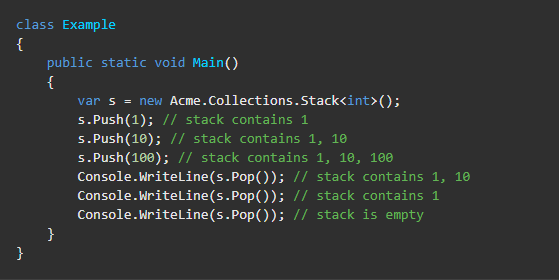 class Example
{
    public static void Main()
    {
        var s = new Acme.Collections.Stack<int>();
        s.Push(1); // stack contains 1
        s.Push(10); // stack contains 1, 10
        s.Push(100); // stack contains 1, 10, 100
        Console.WriteLine(s.Pop()); // stack contains 1, 10
        Console.WriteLine(s.Pop()); // stack contains 1
        Console.WriteLine(s.Pop()); // stack is empty
    }
}